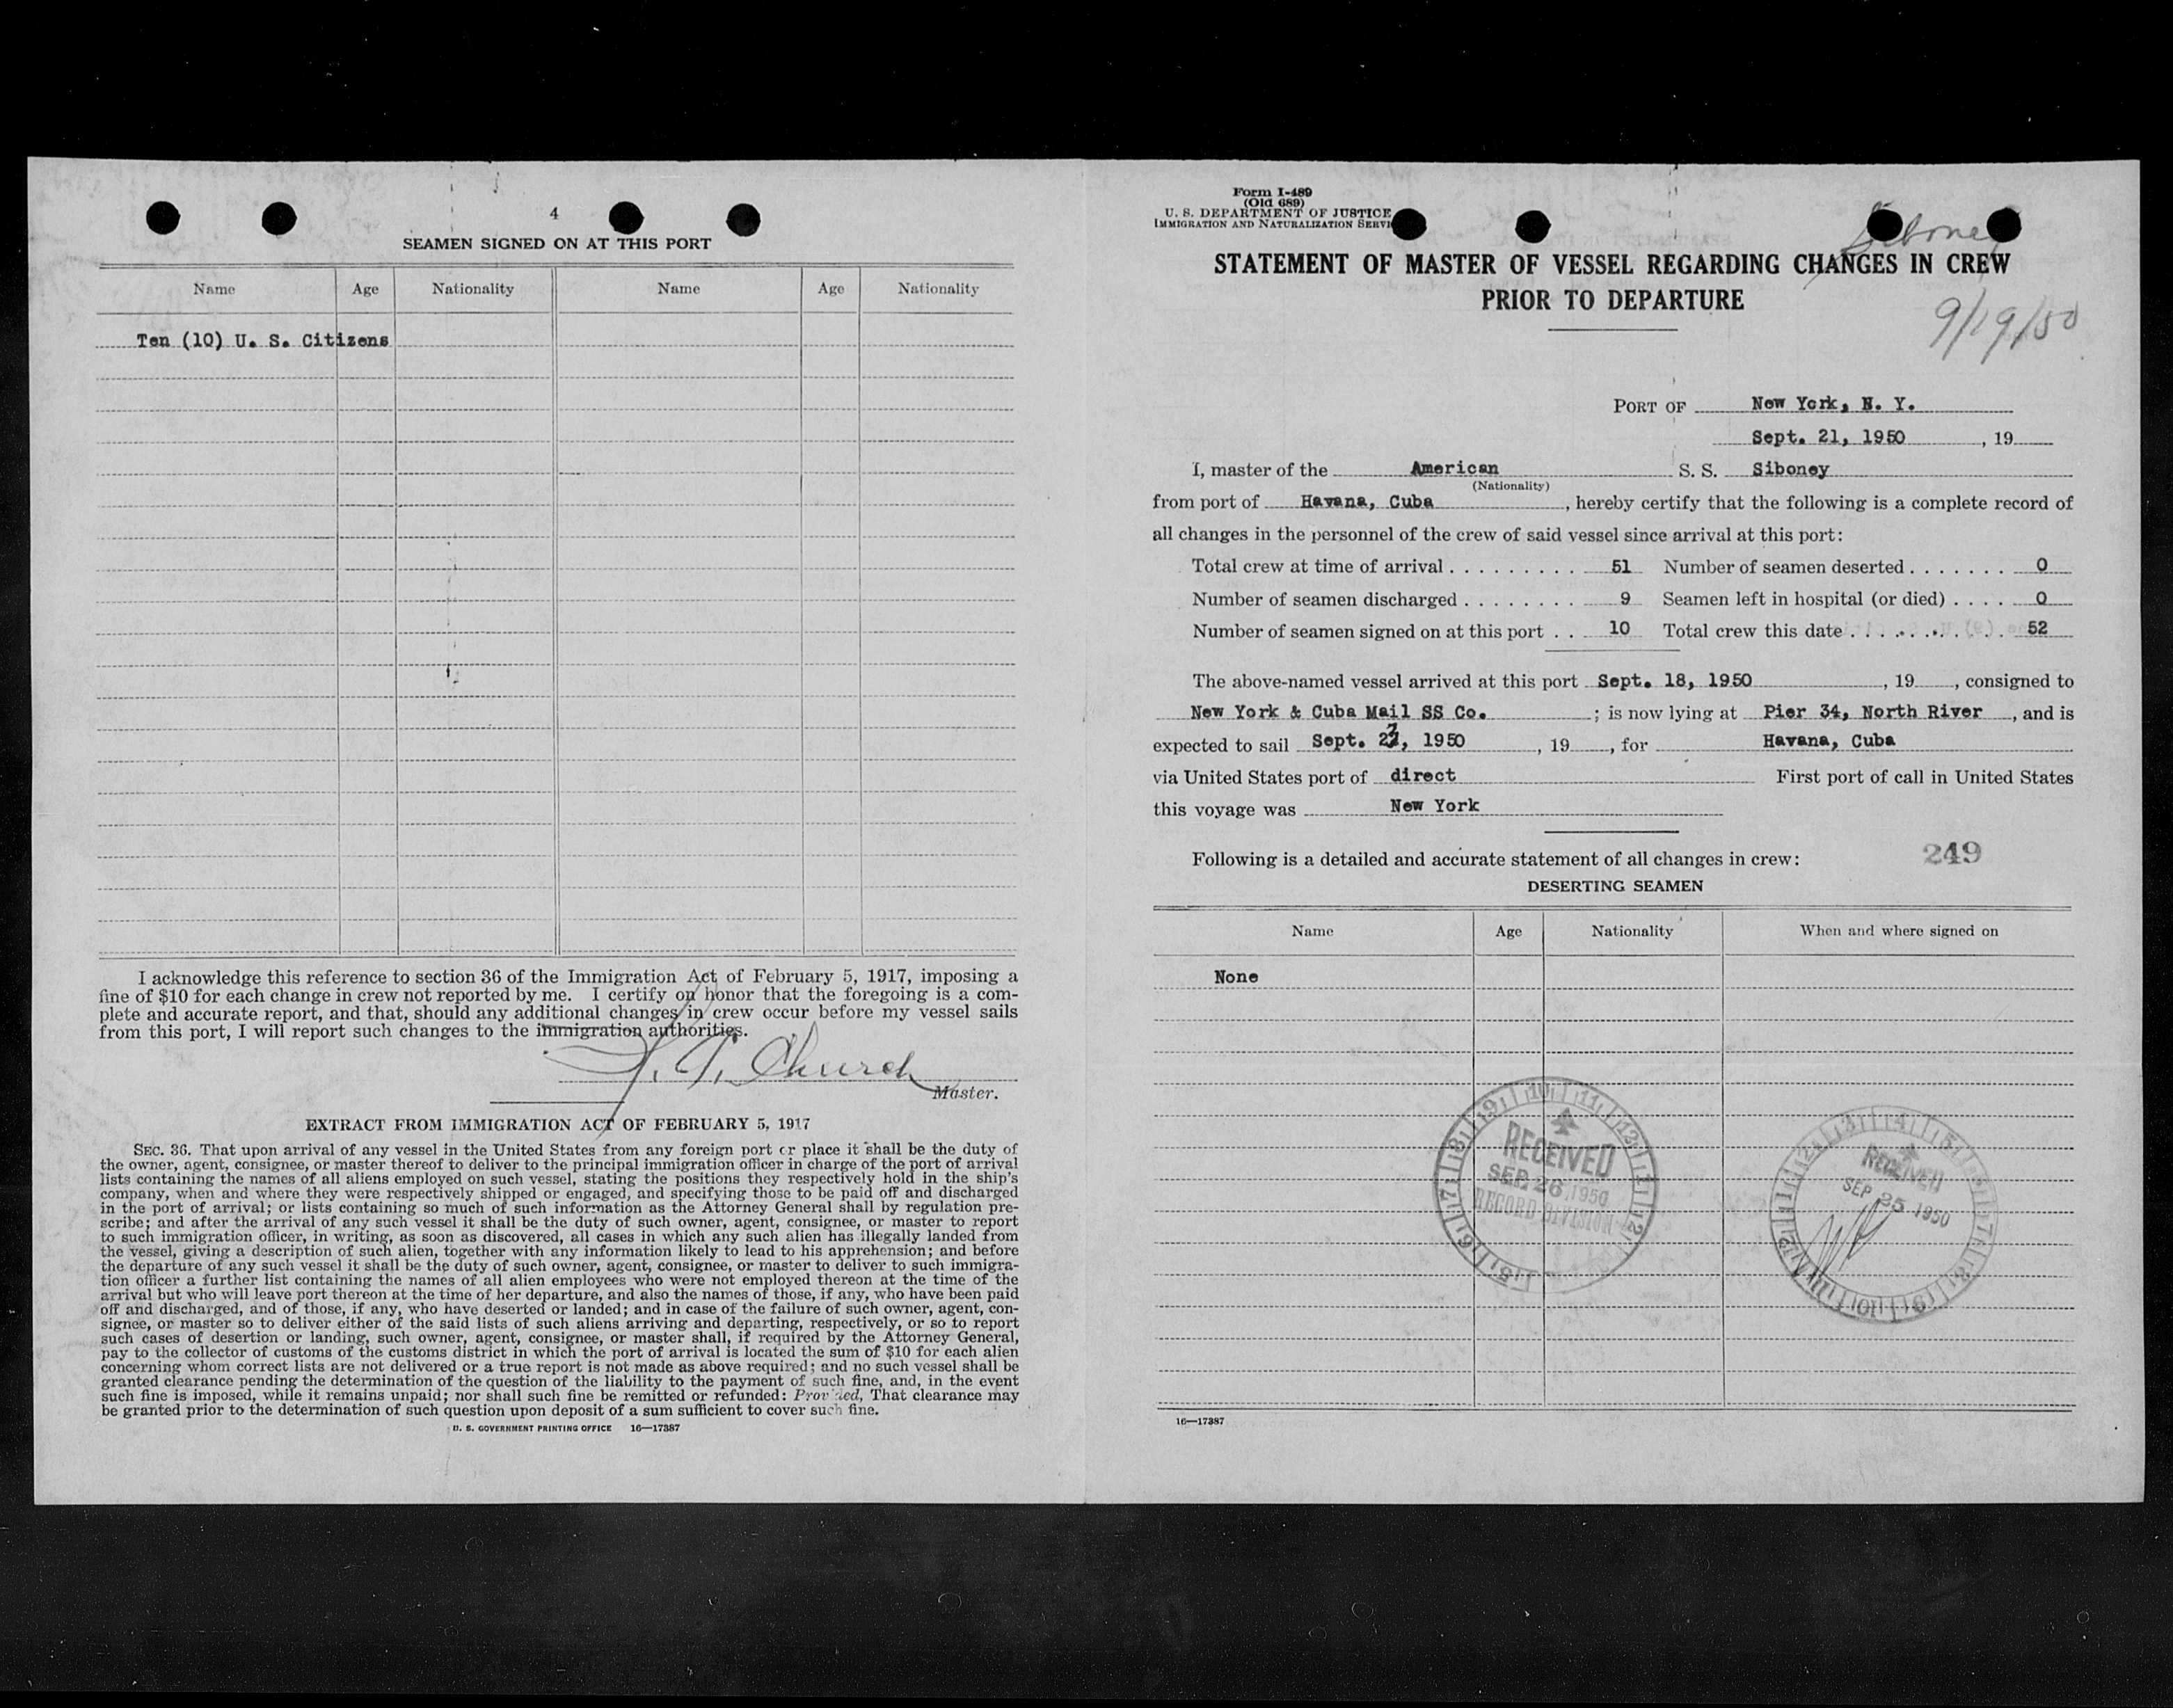 4
SEAMEN SIGNED ON AT THIS PORT
Name Age Nationality Name Age Nationality
Ten (10) U. S. Citizens
I acknowledge this reference to section 36 of the Immigration Act of February 5, 1917, imposing a
fine of $10 for each change in crew not reported by me. I certify on honor that the foregoing is a com-
plete and accurate report, and that, should any additional changes in crew occur before my vessel sails
from this port, I will report such changes to the immigration authorities.
Church
Master.
EXTRACT FROM IMMIGRATION ACT OF FEBRUARY 5, 1917
SEC. 36. That upon arrival of any vessel in the United States from any foreign port or place it shall be the duty of
the owner, agent, consignee, or master thereof to deliver to the principal immigration officer in charge of the port of arrival
lists containing the names of all aliens employed on such vessel, stating the positions they respectively hold in the ship's
company, when and where they were respectively shipped or engaged, and specifying those to be paid off and discharged
in the port of arrival; or lists containing so much of such information as the Attorney General shall by regulation pre-
scribe; and after the arrival of any such vessel it shall be the duty of such owner, agent, consignee, or master to report
to such immigration officer, in writing, as soon as discovered, all cases in which any such alien has illegally landed from
the vessel, giving a description of such alien, together with any information likely to lead to his apprehension; and before
the departure of any such vessel it shall be the duty of such owner, agent, consignee, or master to deliver to such immigra-
tion officer a further list containing the names of all alien employees who were not employed thereon at the time of the
arrival but who will leave port thereon at the time of her departure, and also the names of those, if any, who have been paid
off and discharged, and of those, if any, who have deserted or landed; and in case of the failure of such owner, agent, con-
signee, or master so to deliver either of the said lists of such aliens arriving and departing, respectively, or so to report
such cases of desertion or landing, such owner, agent, consignee, or master shall, if required by the Attorney General,
pay to the collector of customs of the customs district in which the port of arrival is located the sum of $10 for each alien
concerning whom correct lists are not delivered or a true report is not made as above required; and no such vessel shall be
granted clearance pending the determination of the question of the liability to the payment of such fine, and, in the event
such fine is imposed, while it remains unpaid; nor shall such fine be remitted or refunded: Provided, That clearance may
be granted prior to the determination of such question upon deposit of a sum sufficient to cover such fine.
U. S. GOVERNMENT PRINTING OFFICE 16—17387
Form I-489
(Old 689)
U. S. DEPARTMENT OF JUSTICE
IMMIGRATION AND NATURALIZATION SERVI
Siboney
STATEMENT OF MASTER OF VESSEL REGARDING CHANGES IN CREW
PRIOR TO DEPARTURE
9/19/50
PORT OF New York, N. Y.
Sept. 21, 1950 , 19
I, master of the American S. S. Siboney
(Nationality)
from port of Havana, Cuba , hereby certify that the following is a complete record of
all changes in the personnel of the crew of said vessel since arrival at this port:
Total crew at time of arrival . . . . . . . . . . 51 Number of seamen deserted . . . . . . . 0
Number of seamen discharged . . . . . . . . 9 Seamen left in hospital (or died) . . . . 0
Number of seamen signed on at this port . . 10 Total crew this date . . . . . . . . . . 52
The above-named vessel arrived at this port Sept. 18, 1950 , 19 , consigned to
New York & Cuba Mail SS Co. ; is now lying at Pier 34, North River , and is
expected to sail Sept. 23, 1950 , 19 , for Havana, Cuba
via United States port of direct First port of call in United States
this voyage was New York
Following is a detailed and accurate statement of all changes in crew: 249
DESERTING SEAMEN
Name Age Nationality When and where signed on
None
RECEIVED
SEP 26 1950
RECORD DIVISION
RECEIVED
SEP 25 1950
16—17387